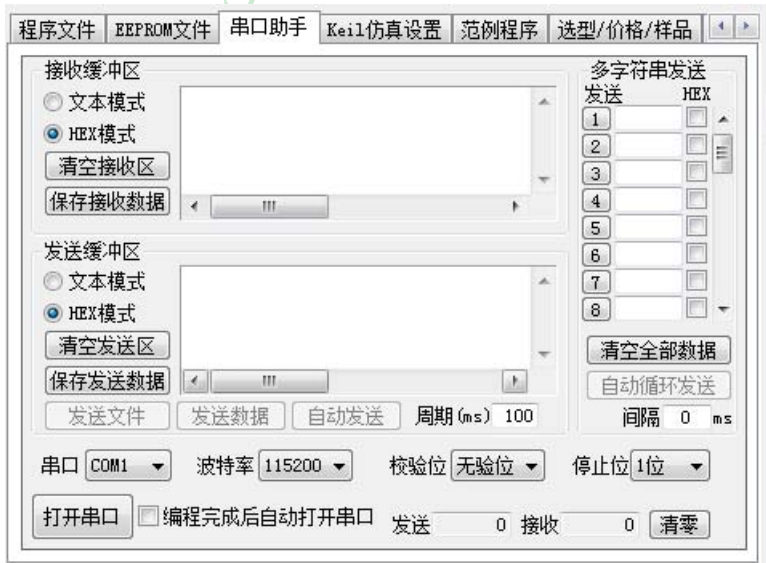 程序文件 EEPROM文件 串口助手 Keil仿真设置 范例程序 选型/价格/样品
接收缓冲区
文本模式
HEX模式
清空接收区
保存接收数据
发送缓冲区
文本模式
HEX模式
清空发送区
保存发送数据
发送文件 发送数据 自动发送 周期(ms) 100
多字符串发送
发送 HEX
1
2
3
4
5
6
7
8
清空全部数据
自动循环发送
间隔 0 ms
串口 COM1 波特率 115200 校验位 无验位 停止位 1位
打开串口 编程完成后自动打开串口 发送 0 接收 0 清零